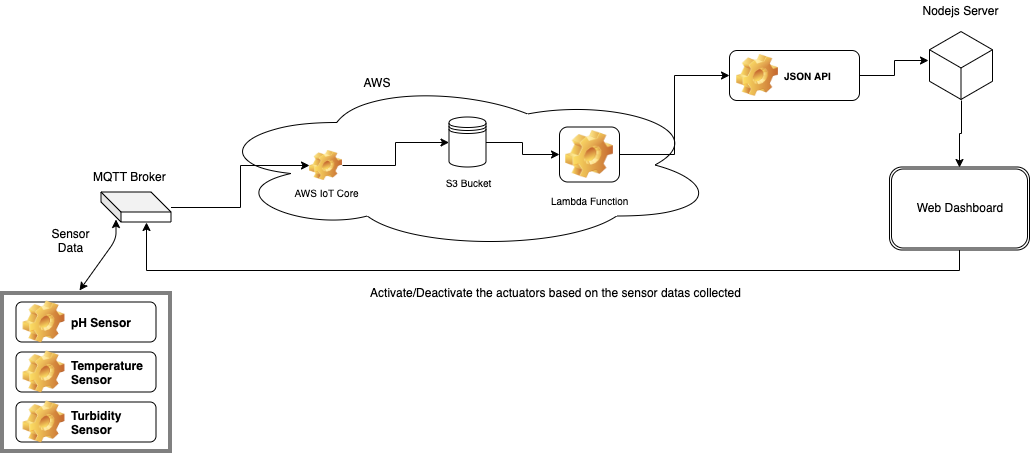 Nodejs Server
AWS
JSON API
MQTT Broker
AWS IoT Core
S3 Bucket
Lambda Function
Web Dashboard
Sensor
Data
Activate/Deactivate the actuators based on the sensor datas collected
pH Sensor
Temperature
Sensor
Turbidity
Sensor